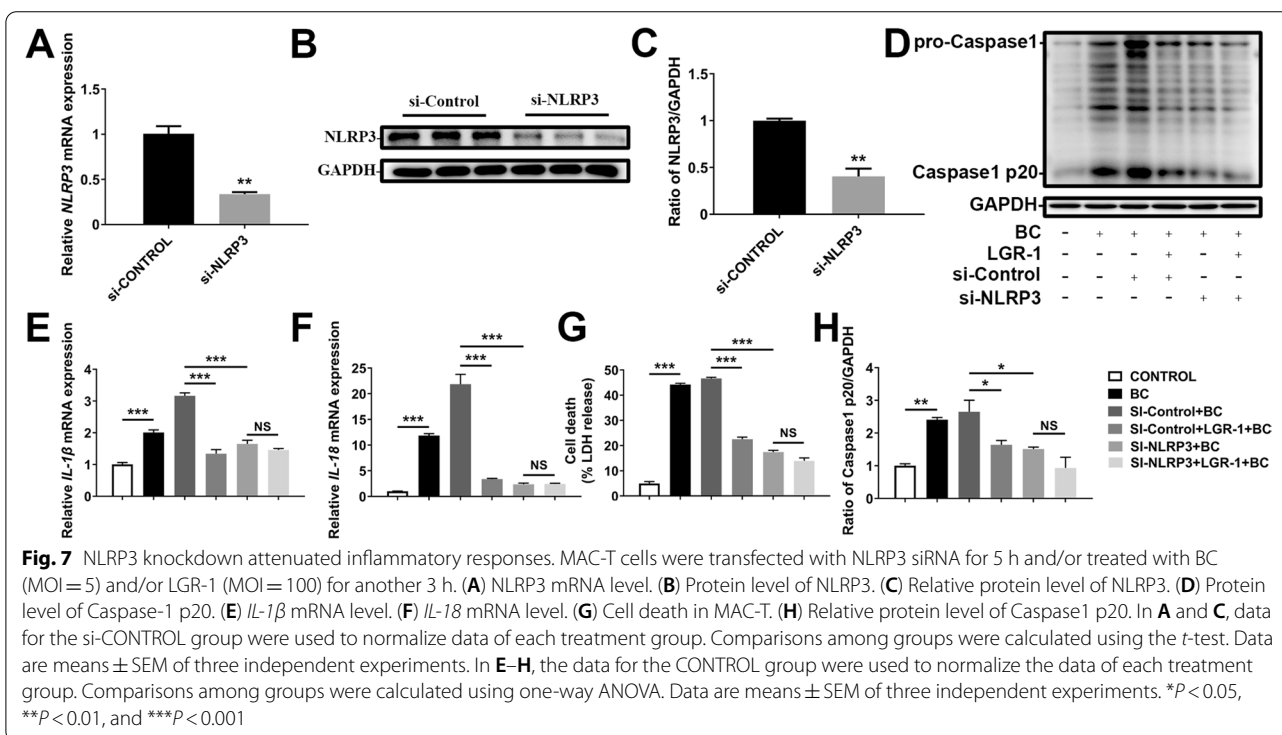 A
Relative NLRP3 mRNA expression
1.5
1
0.5
0
**
si-CONTROL
si-NLRP3
B
si-Control
si-NLRP3
NLRP3-
GAPDH-
C
Ratio of NLRP3/GAPDH
1.5
1.0
0.5
0.0
**
si-CONTROL
si-NLRP3
D
pro-Caspase1-
Caspase1 p20-
GAPDH-
BC - + + + + +
LGR-1 - - - + - +
si-Control - - + + - -
si-NLRP3 - - - - + +
E
Relative IL-1β mRNA expression
4
3
2
1
0
***
***
***
NS
F
Relative IL-18 mRNA expression
25
20
15
10
5
0
***
***
***
NS
G
Cell death
(% LDH release)
50
40
30
20
10
0
***
***
***
NS
H
Ratio of Caspase1 p20/GAPDH
4
3
2
1
0
**
*
*
NS
CONTROL
BC
SI-Control+BC
SI-Control+LGR-1+BC
SI-NLRP3+BC
SI-NLRP3+LGR-1+BC
Fig. 7 NLRP3 knockdown attenuated inflammatory responses. MAC-T cells were transfected with NLRP3 siRNA for 5 h and/or treated with BC
(MOI = 5) and/or LGR-1 (MOI = 100) for another 3 h. (A) NLRP3 mRNA level. (B) Protein level of NLRP3. (C) Relative protein level of NLRP3. (D) Protein
level of Caspase-1 p20. (E) IL-1β mRNA level. (F) IL-18 mRNA level. (G) Cell death in MAC-T. (H) Relative protein level of Caspase1 p20. In A and C, data
for the si-CONTROL group were used to normalize data of each treatment group. Comparisons among groups were calculated using the t-test. Data
are means ± SEM of three independent experiments. In E–H, the data for the CONTROL group were used to normalize the data of each treatment
group. Comparisons among groups were calculated using one-way ANOVA. Data are means ± SEM of three independent experiments. *P < 0.05,
**P < 0.01, and ***P < 0.001